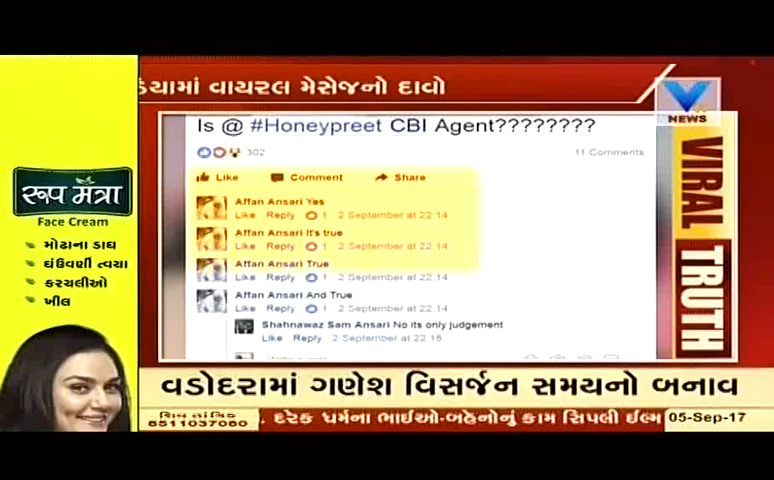 ડિયામાં વાયરલ મેસેજનો દાવો
V
NEWS
VIRAL
TRUTH
Is @ #Honeypreet CBI Agent????????
302
11 Comments
Like Comment Share
Affan Ansari Yes
Like Reply 1 2 September at 22:14
Affan Ansari It's true
Like Reply 1 2 September at 22:14
Affan Ansari True
Like Reply 1 2 September at 22:14
Affan Ansari And True
Like Reply 1 2 September at 22:14
Shahnawaz Sam Ansari No its only judgement
Like Reply 2 September at 22:18
રૂપ મંત્રા
Face Cream
મોઢાના ડાઘ
ઘઉંવર્ણી ત્વચા
કરચલીઓ
ખીલ
વડોદરામાં ગણેશ વિસર્જન સમયનો બનાવ
શિવ તાંત્રિક
8511037060
. દરેક ધર્મના ભાઈઓ-બહેનોનું કામ સિપલી ઈલ્મ
05-Sep-17